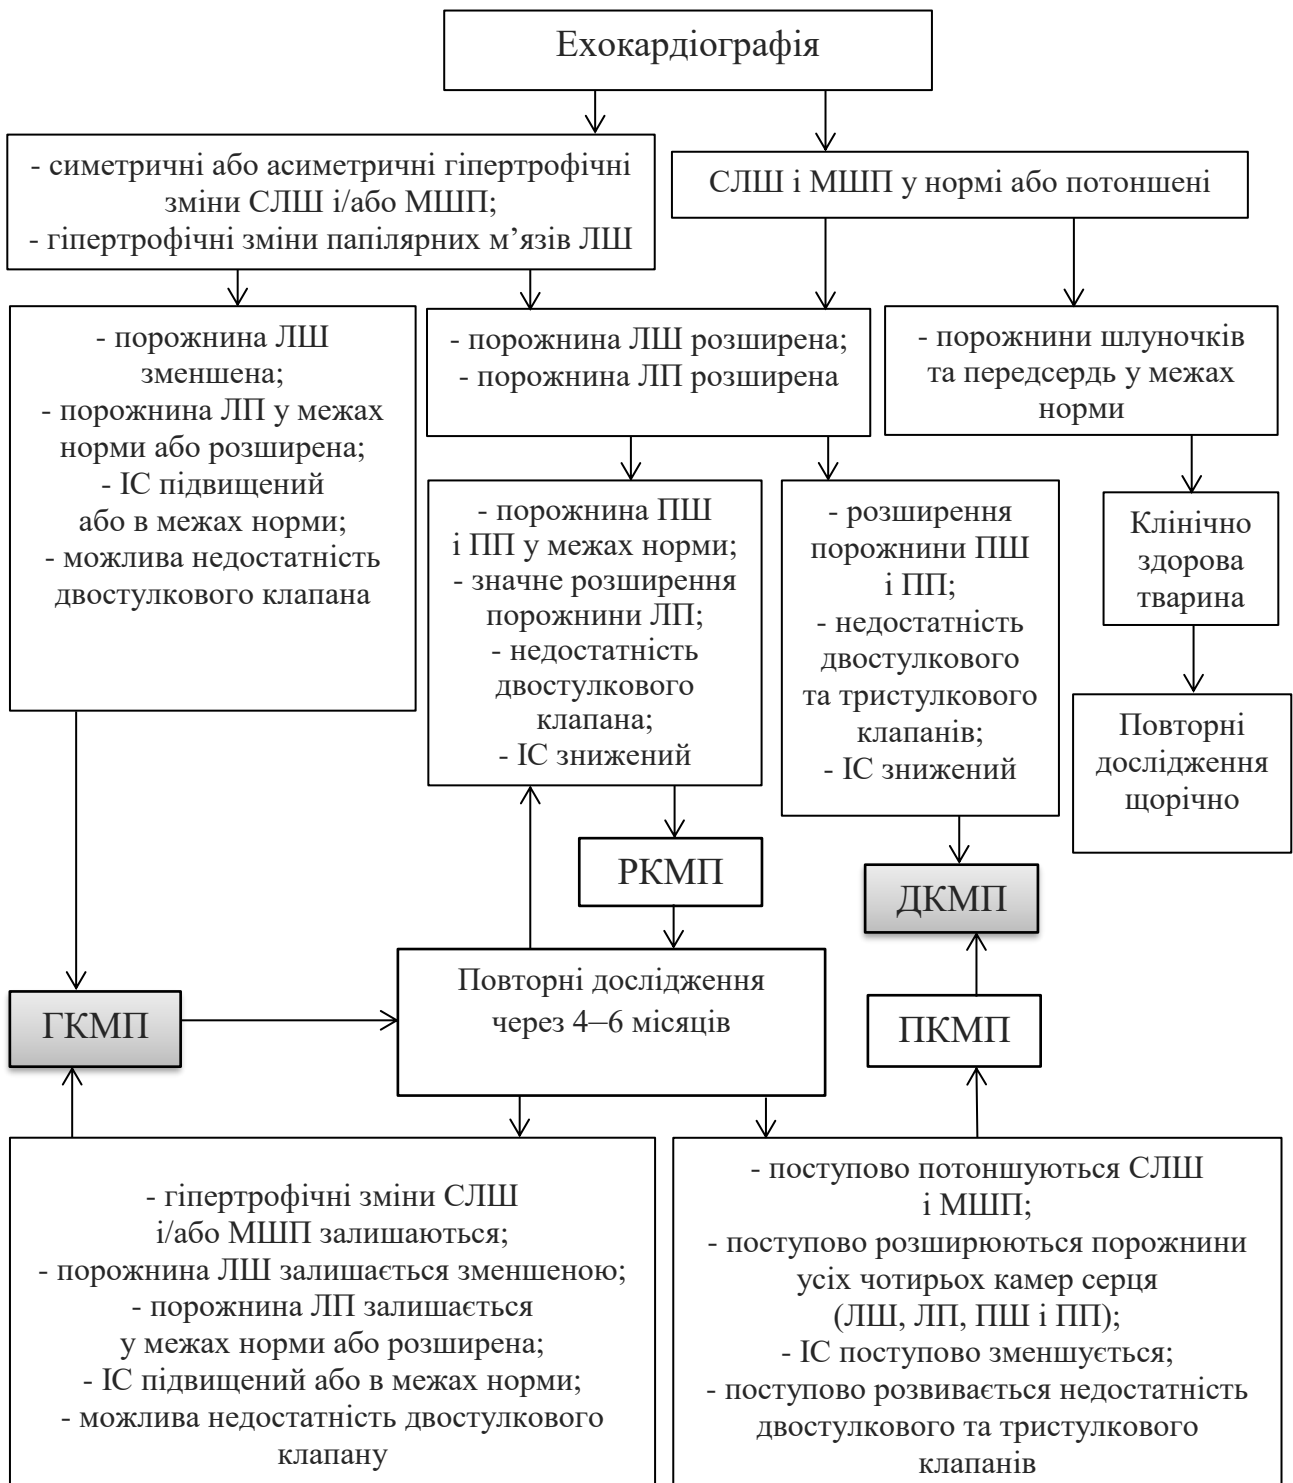 Ехокардіографія
- симетричні або асиметричні гіпертрофічні
зміни СЛШ і/або МШП;
- гіпертрофічні зміни папілярних м’язів ЛШ
СЛШ і МШП у нормі або потоншені
- порожнина ЛШ
зменшена;
- порожнина ЛП у межах
норми або розширена;
- ІС підвищений
або в межах норми;
- можлива недостатність
двостулкового клапана
- порожнина ЛШ розширена;
- порожнина ЛП розширена
- порожнини шлуночків
та передсердь у межах
норми
- порожнина ПШ
і ПП у межах норми;
- значне розширення
порожнини ЛП;
- недостатність
двостулкового
клапана;
- ІС знижений
- розширення
порожнини ПШ
і ПП;
- недостатність
двостулкового
та тристулкового
клапанів;
- ІС знижений
Клінічно
здорова
тварина
Повторні
дослідження
щорічно
РКМП
ДКМП
ГКМП
Повторні дослідження
через 4–6 місяців
ПКМП
- гіпертрофічні зміни СЛШ
і/або МШП залишаються;
- порожнина ЛШ залишається зменшеною;
- порожнина ЛП залишається
у межах норми або розширена;
- ІС підвищений або в межах норми;
- можлива недостатність двостулкового
клапану
- поступово потоншуються СЛШ
і МШП;
- поступово розширюються порожнини
усіх чотирьох камер серця
(ЛШ, ЛП, ПШ і ПП);
- ІС поступово зменшується;
- поступово розвивається недостатність
двостулкового та тристулкового
клапанів